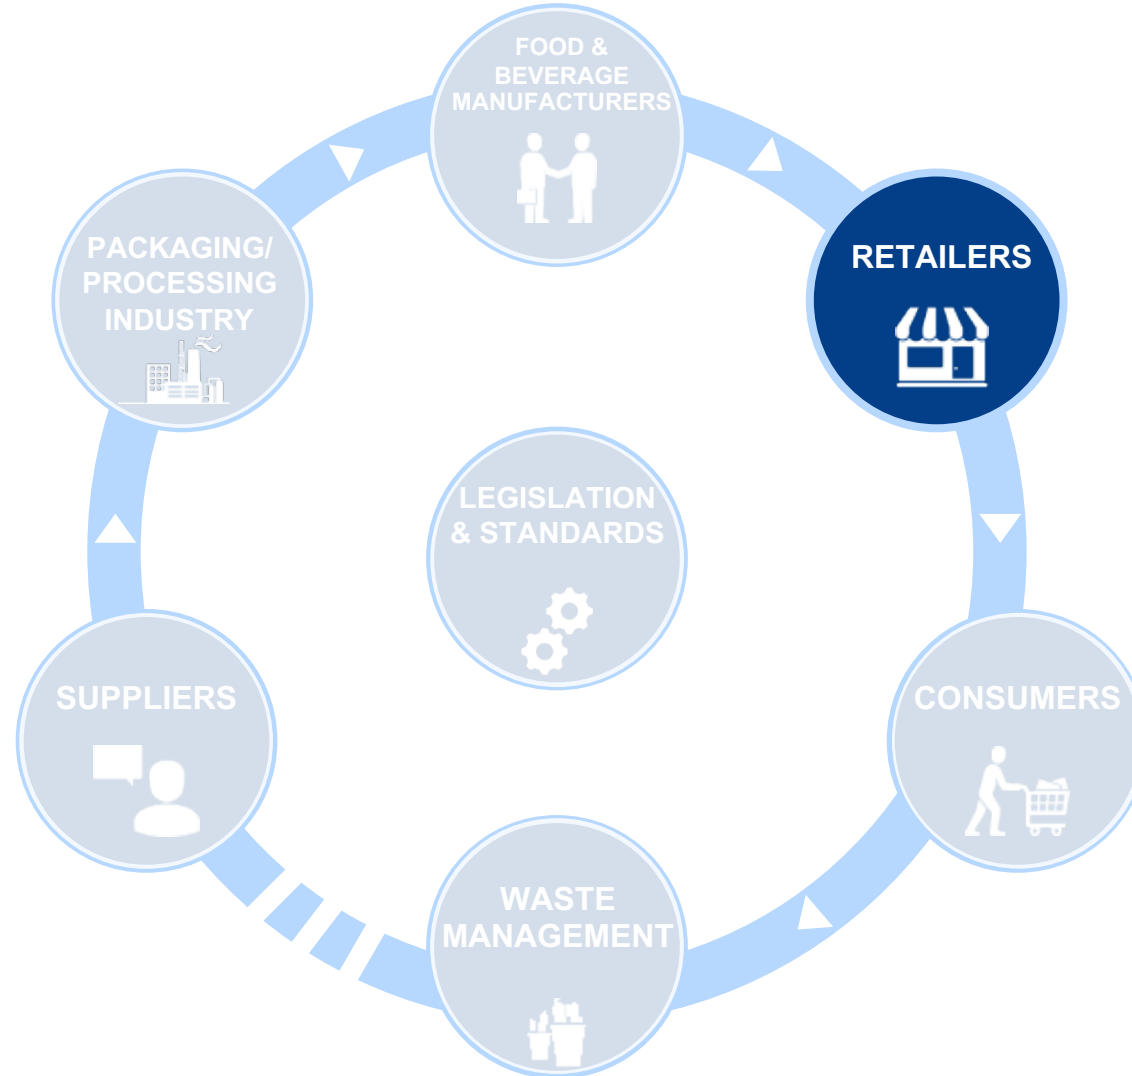 FOOD &
BEVERAGE
MANUFACTURERS
PACKAGING/
PROCESSING
INDUSTRY
RETAILERS
LEGISLATION
& STANDARDS
SUPPLIERS
CONSUMERS
WASTE
MANAGEMENT